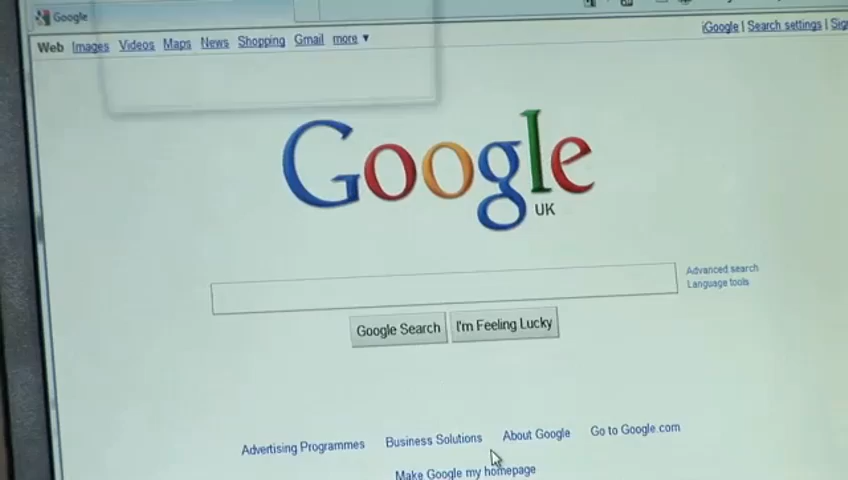 Google
Web Images Videos Maps News Shopping Gmail more ▼
iGoogle | Search settings |
Google
UK
Advanced search
Language tools
Google Search
I'm Feeling Lucky
Advertising Programmes Business Solutions About Google Go to Google.com
Make Google my homepage